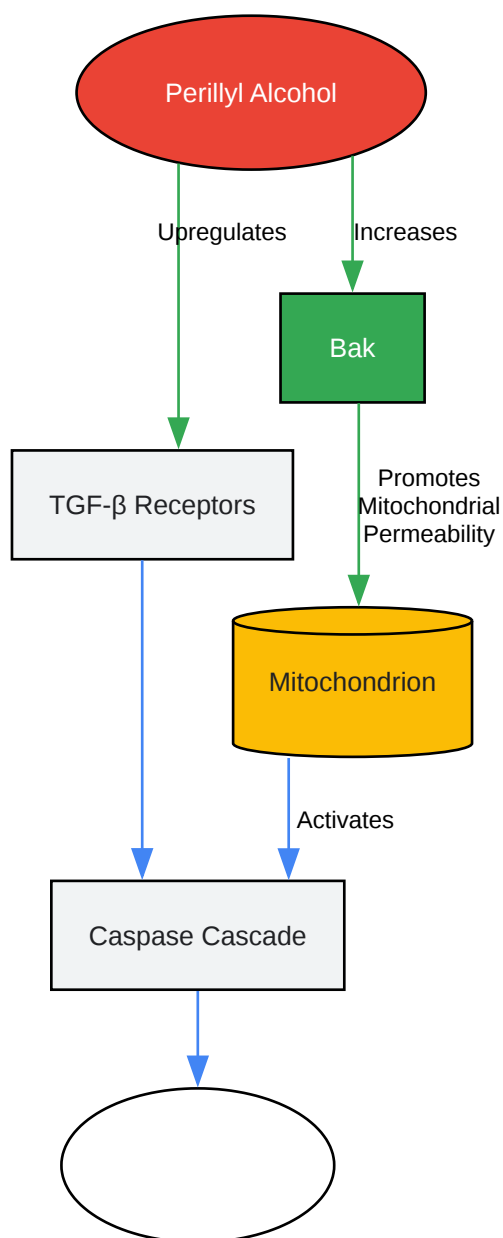 Perillyl Alcohol
Upregulates
Increases
Bak
Promotes
Mitochondrial
Permeability
TGF-β Receptors
Mitochondrion
Activates
Caspase Cascade